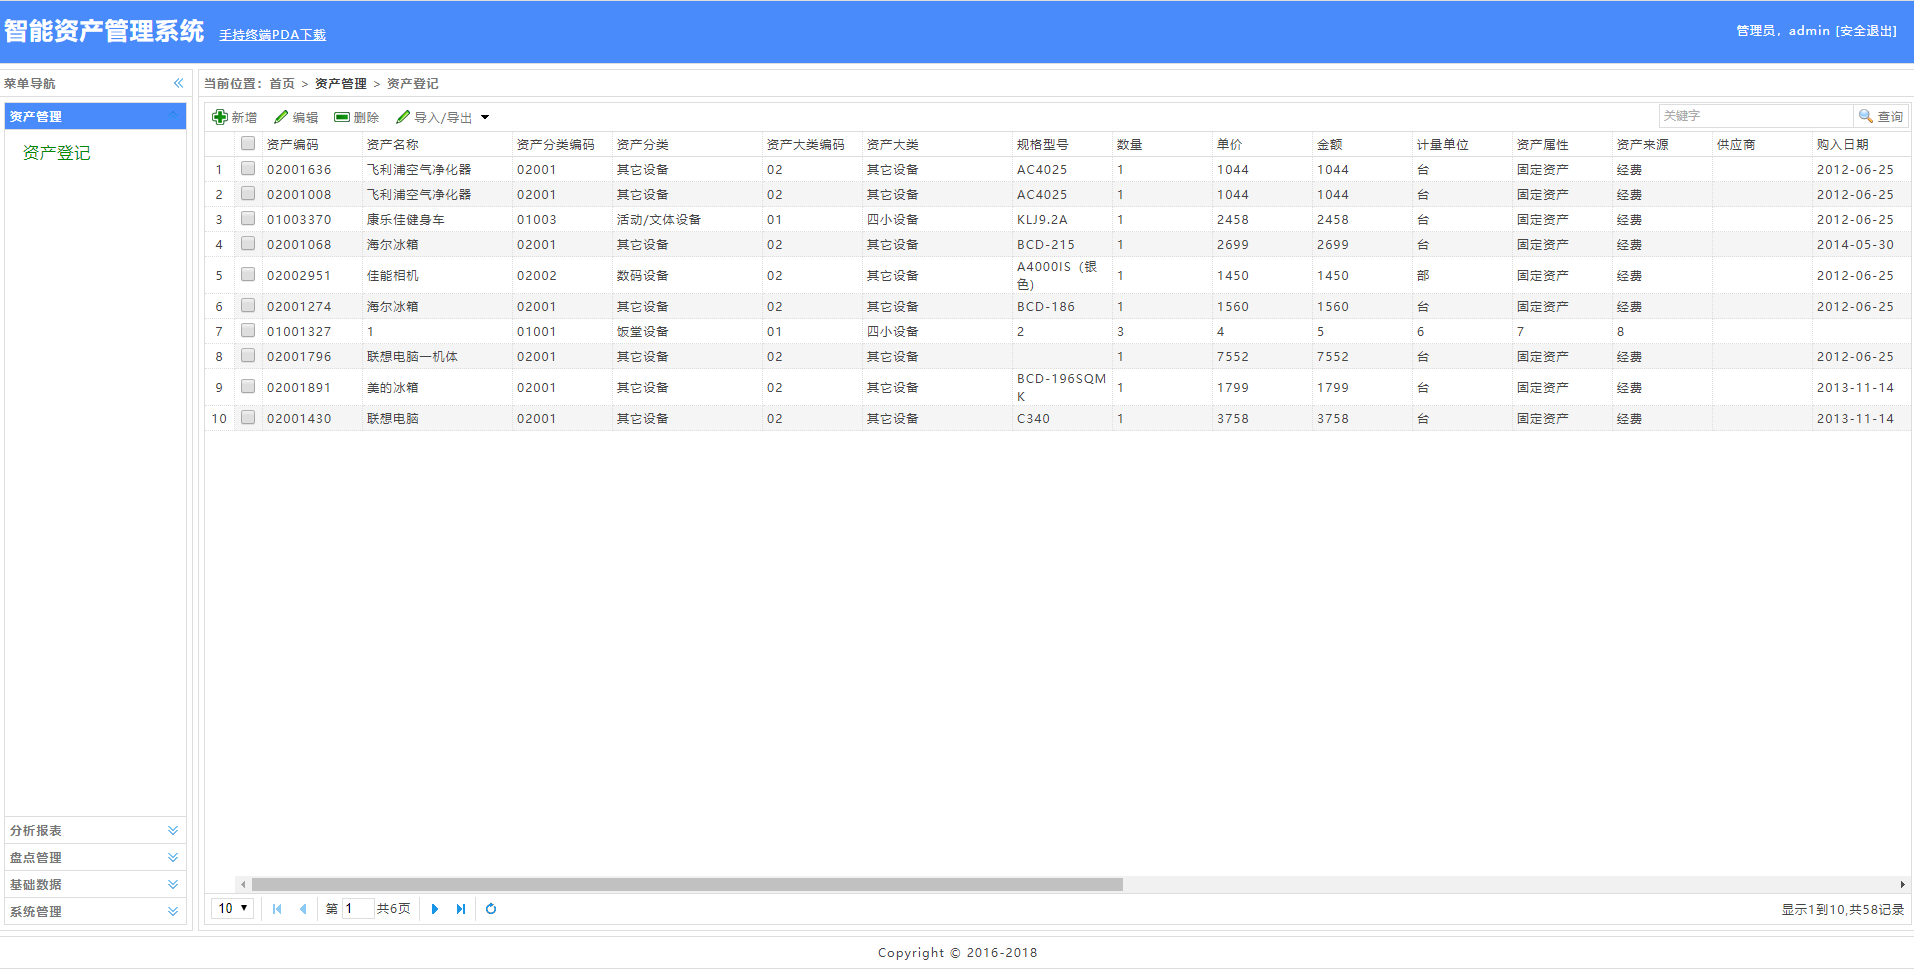 智能资产管理系统 手持终端PDA下载
管理员，admin [安全退出]
菜单导航
当前位置：首页 > 资产管理 > 资产登记
资产管理
资产登记
分析报表
盘点管理
基础数据
系统管理
新增 编辑 删除 导入/导出
关键字 查询
资产编码 资产名称 资产分类编码 资产分类 资产大类编码 资产大类 规格型号 数量 单价 金额 计量单位 资产属性 资产来源 供应商 购入日期
1 02001636 飞利浦空气净化器 02001 其它设备 02 其它设备 AC4025 1 1044 1044 台 固定资产 经费 2012-06-25
2 02001008 飞利浦空气净化器 02001 其它设备 02 其它设备 AC4025 1 1044 1044 台 固定资产 经费 2012-06-25
3 01003370 康乐佳健身车 01003 活动/文体设备 01 四小设备 KLJ9.2A 1 2458 2458 台 固定资产 经费 2012-06-25
4 02001068 海尔冰箱 02001 其它设备 02 其它设备 BCD-215 1 2699 2699 台 固定资产 经费 2014-05-30
5 02002951 佳能相机 02002 数码设备 02 其它设备 A4000IS（银色） 1 1450 1450 部 固定资产 经费 2012-06-25
6 02001274 海尔冰箱 02001 其它设备 02 其它设备 BCD-186 1 1560 1560 台 固定资产 经费 2012-06-25
7 01001327 1 01001 饭堂设备 01 四小设备 2 3 4 5 6 7 8
8 02001796 联想电脑一机体 02001 其它设备 02 其它设备 1 7552 7552 台 固定资产 经费 2012-06-25
9 02001891 美的冰箱 02001 其它设备 02 其它设备 BCD-196SQMK 1 1799 1799 台 固定资产 经费 2013-11-14
10 02001430 联想电脑 02001 其它设备 02 其它设备 C340 1 3758 3758 台 固定资产 经费 2013-11-14
10 第 1 共6页
显示1到10,共58记录
Copyright © 2016-2018